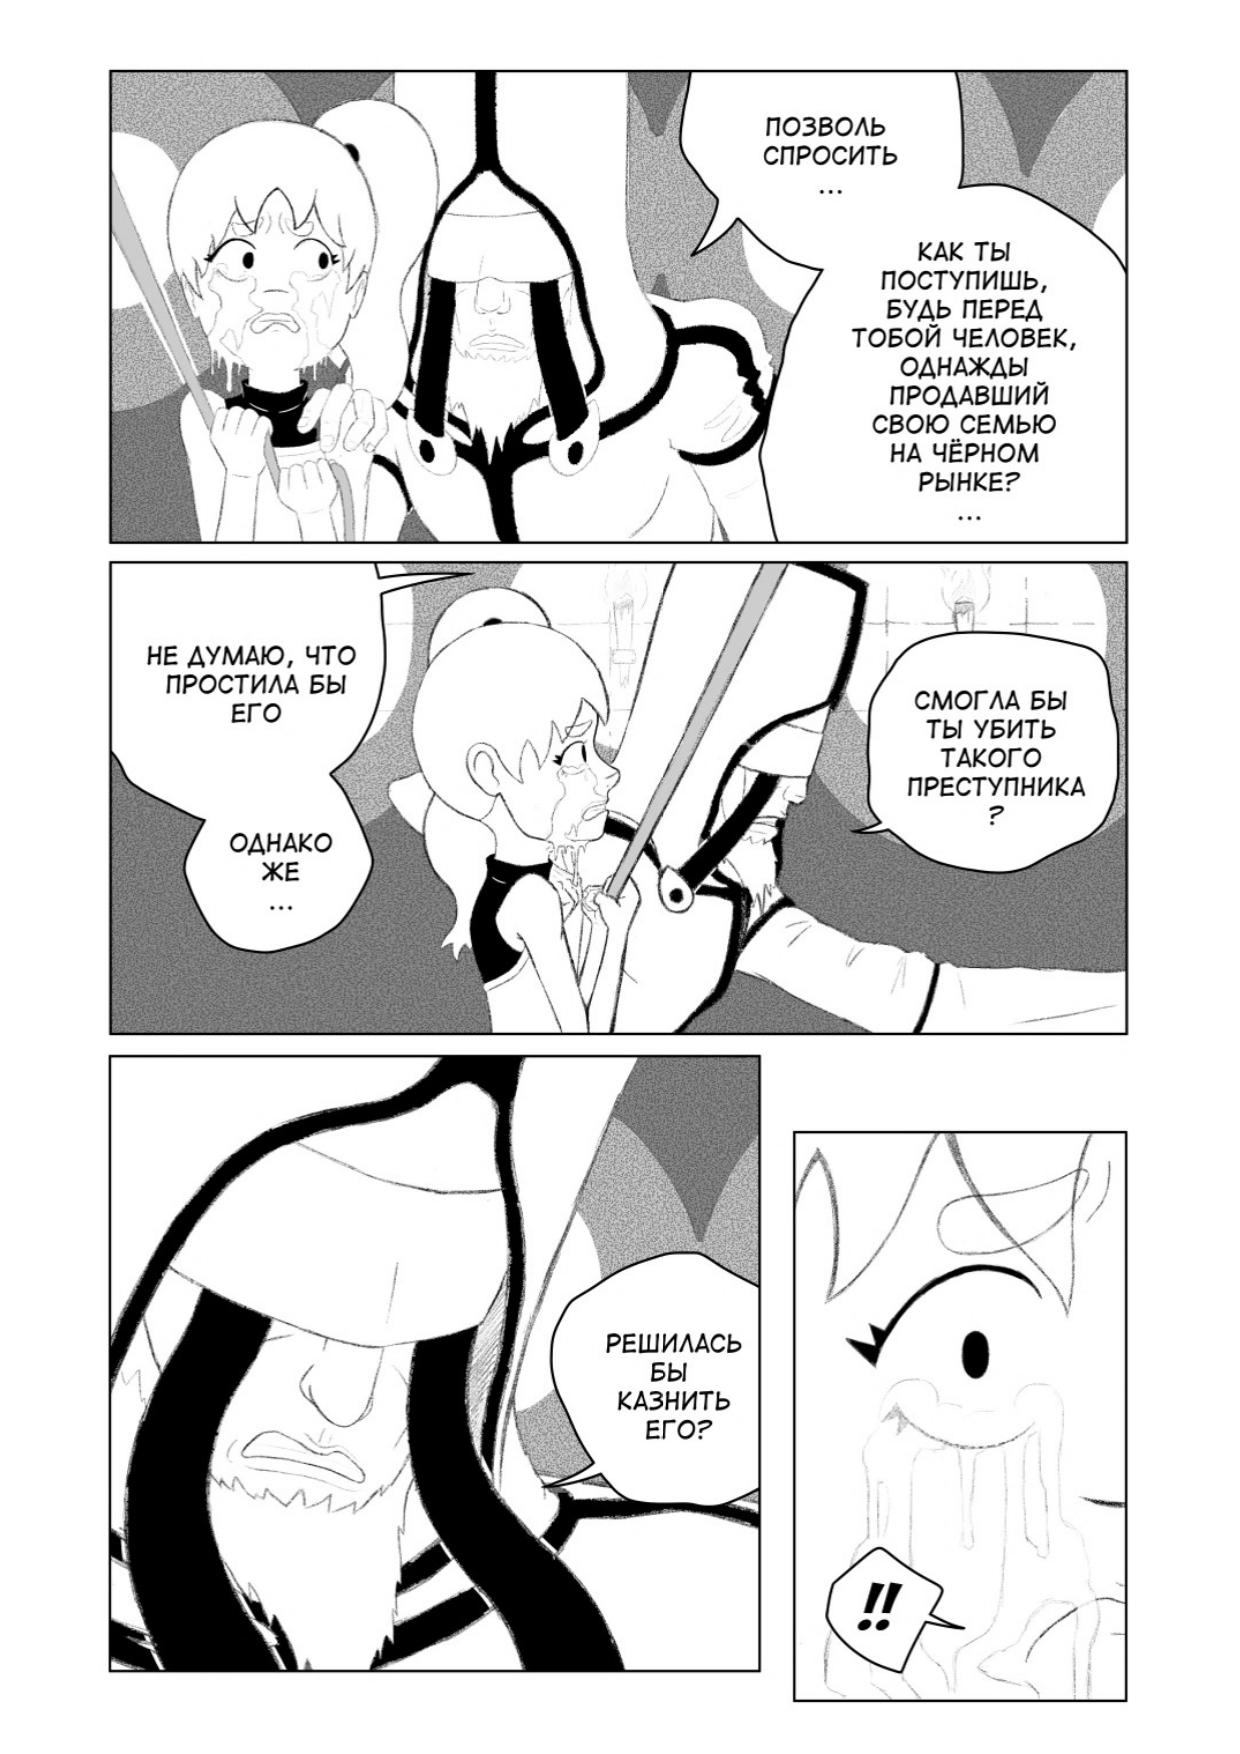 ПОЗВОЛЬ
СПРОСИТЬ
...
КАК ТЫ
ПОСТУПИШЬ,
БУДЬ ПЕРЕД
ТОБОЙ ЧЕЛОВЕК,
ОДНАЖДЫ
ПРОДАВШИЙ
СВОЮ СЕМЬЮ
НА ЧЁРНОМ
РЫНКЕ?
...
НЕ ДУМАЮ, ЧТО
ПРОСТИЛА БЫ
ЕГО
ОДНАКО
ЖЕ
...
СМОГЛА БЫ
ТЫ УБИТЬ
ТАКОГО
ПРЕСТУПНИКА
?
РЕШИЛАСЬ
БЫ
КАЗНИТЬ
ЕГО?
!!